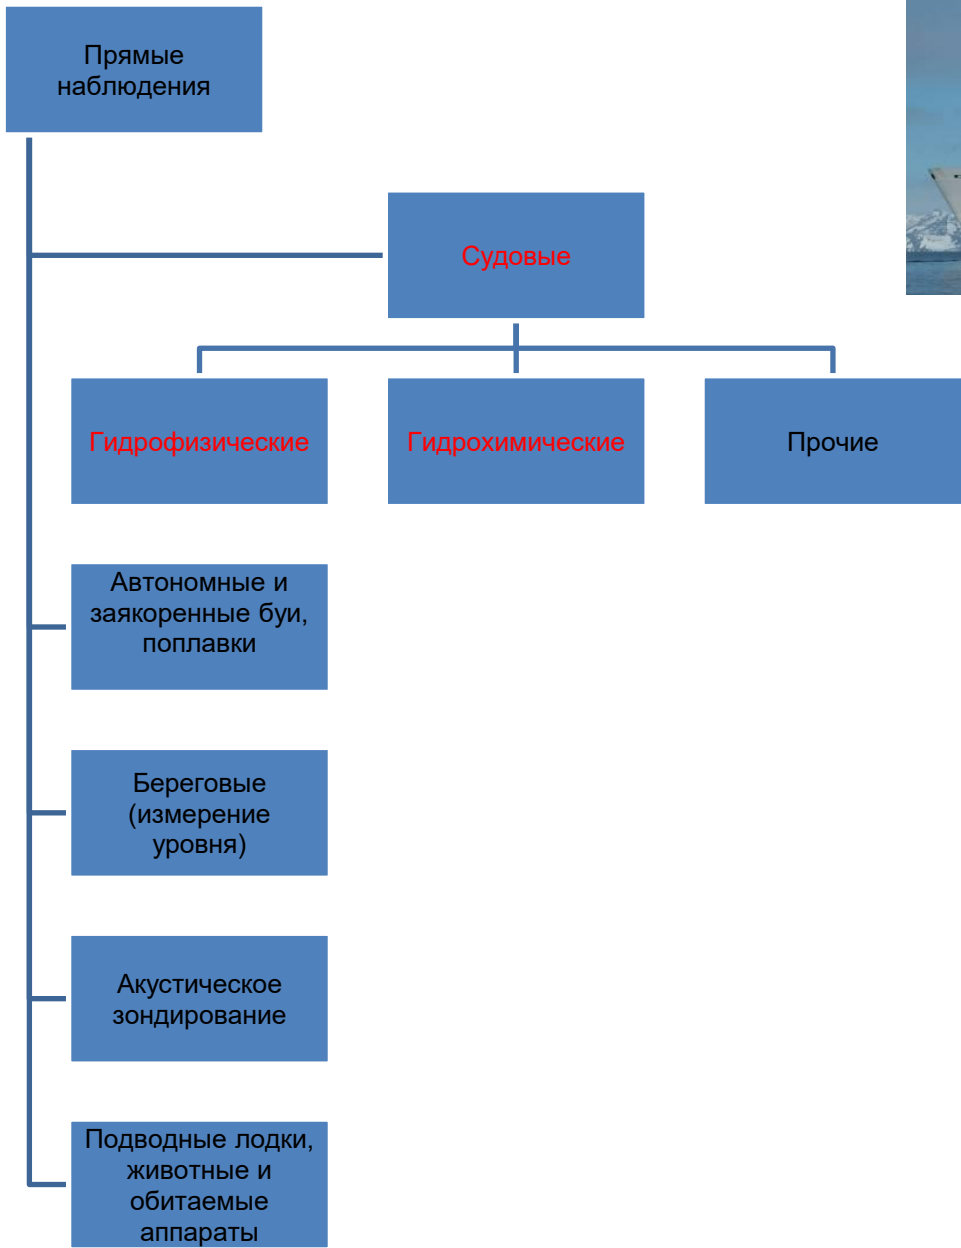 Прямые
наблюдения
Судовые
Гидрофизические
Гидрохимические
Прочие
Автономные и
заякоренные буи,
поплавки
Береговые
(измерение
уровня)
Акустическое
зондирование
Подводные лодки,
животные и
обитаемые
аппараты